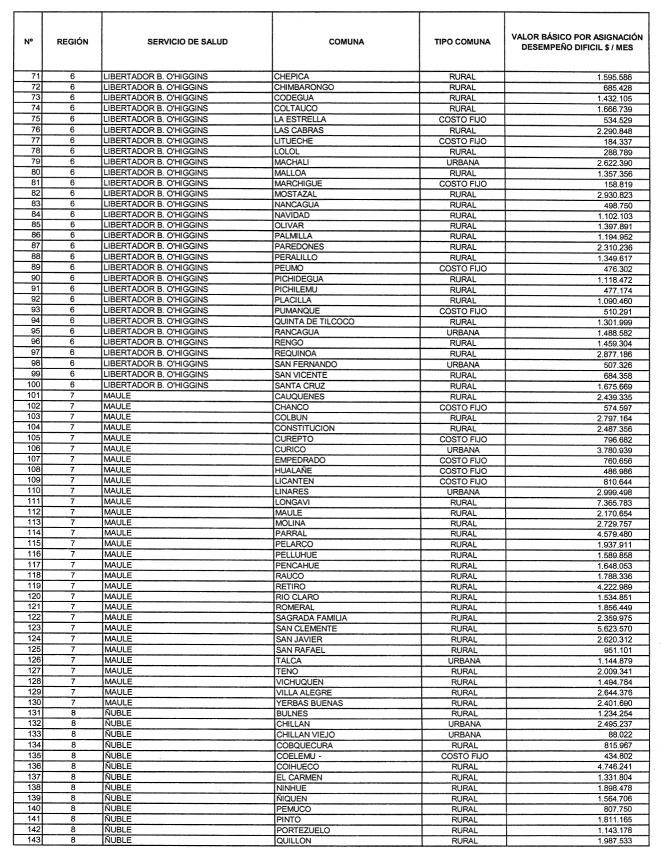 Nº REGIÓN SERVICIO DE SALUD COMUNA TIPO COMUNA VALOR BÁSICO POR ASIGNACIÓN DESEMPEÑO DIFICIL $ / MES
71 6 LIBERTADOR B. O'HIGGINS CHEPICA RURAL 1.595.586
72 6 LIBERTADOR B. O'HIGGINS CHIMBARONGO RURAL 685.428
73 6 LIBERTADOR B. O'HIGGINS CODEGUA RURAL 1.432.105
74 6 LIBERTADOR B. O'HIGGINS COLTAUCO RURAL 1.666.739
75 6 LIBERTADOR B. O'HIGGINS LA ESTRELLA COSTO FIJO 534.529
76 6 LIBERTADOR B. O'HIGGINS LAS CABRAS RURAL 2.290.848
77 6 LIBERTADOR B. O'HIGGINS LITUECHE COSTO FIJO 184.337
78 6 LIBERTADOR B. O'HIGGINS LOLOL RURAL 288.789
79 6 LIBERTADOR B. O'HIGGINS MACHALI URBANA 2.622.390
80 6 LIBERTADOR B. O'HIGGINS MALLOA RURAL 1.357.356
81 6 LIBERTADOR B. O'HIGGINS MARCHIGUE COSTO FIJO 158.819
82 6 LIBERTADOR B. O'HIGGINS MOSTAZAL RURAL 2.930.823
83 6 LIBERTADOR B. O'HIGGINS NANCAGUA RURAL 498.750
84 6 LIBERTADOR B. O'HIGGINS NAVIDAD RURAL 1.102.103
85 6 LIBERTADOR B. O'HIGGINS OLIVAR RURAL 1.397.891
86 6 LIBERTADOR B. O'HIGGINS PALMILLA RURAL 1.194.952
87 6 LIBERTADOR B. O'HIGGINS PAREDONES RURAL 2.310.236
88 6 LIBERTADOR B. O'HIGGINS PERALILLO RURAL 1.349.617
89 6 LIBERTADOR B. O'HIGGINS PEUMO COSTO FIJO 476.302
90 6 LIBERTADOR B. O'HIGGINS PICHIDEGUA RURAL 1.118.472
91 6 LIBERTADOR B. O'HIGGINS PICHILEMU RURAL 477.174
92 6 LIBERTADOR B. O'HIGGINS PLACILLA RURAL 1.090.460
93 6 LIBERTADOR B. O'HIGGINS PUMANQUE COSTO FIJO 510.291
94 6 LIBERTADOR B. O'HIGGINS QUINTA DE TILCOCO RURAL 1.301.999
95 6 LIBERTADOR B. O'HIGGINS RANCAGUA URBANA 1.488.582
96 6 LIBERTADOR B. O'HIGGINS RENGO RURAL 1.459.304
97 6 LIBERTADOR B. O'HIGGINS REQUINOA RURAL 2.877.186
98 6 LIBERTADOR B. O'HIGGINS SAN FERNANDO URBANA 507.326
99 6 LIBERTADOR B. O'HIGGINS SAN VICENTE RURAL 684.358
100 6 LIBERTADOR B. O'HIGGINS SANTA CRUZ RURAL 1.675.669
101 7 MAULE CAUQUENES RURAL 2.439.335
102 7 MAULE CHANCO COSTO FIJO 574.597
103 7 MAULE COLBUN RURAL 2.797.164
104 7 MAULE CONSTITUCION RURAL 2.487.356
105 7 MAULE CUREPTO COSTO FIJO 796.682
106 7 MAULE CURICO URBANA 3.780.939
107 7 MAULE EMPEDRADO COSTO FIJO 760.656
108 7 MAULE HUALAÑE COSTO FIJO 486.986
109 7 MAULE LICANTEN COSTO FIJO 810.644
110 7 MAULE LINARES URBANA 2.999.498
111 7 MAULE LONGAVI RURAL 7.365.783
112 7 MAULE MAULE RURAL 2.170.654
113 7 MAULE MOLINA RURAL 2.729.757
114 7 MAULE PARRAL RURAL 4.579.480
115 7 MAULE PELARCO RURAL 1.937.911
116 7 MAULE PELLUHUE RURAL 1.589.858
117 7 MAULE PENCAHUE RURAL 1.648.053
118 7 MAULE RAUCO RURAL 1.788.336
119 7 MAULE RETIRO RURAL 4.222.989
120 7 MAULE RIO CLARO RURAL 1.534.851
121 7 MAULE ROMERAL RURAL 1.856.449
122 7 MAULE SAGRADA FAMILIA RURAL 2.359.975
123 7 MAULE SAN CLEMENTE RURAL 5.623.570
124 7 MAULE SAN JAVIER RURAL 2.620.312
125 7 MAULE SAN RAFAEL RURAL 951.101
126 7 MAULE TALCA URBANA 1.144.879
127 7 MAULE TENO RURAL 2.009.341
128 7 MAULE VICHUQUEN RURAL 1.494.784
129 7 MAULE VILLA ALEGRE RURAL 2.644.376
130 7 MAULE YERBAS BUENAS RURAL 2.401.690
131 8 ÑUBLE BULNES RURAL 1.234.254
132 8 ÑUBLE CHILLAN URBANA 2.495.237
133 8 ÑUBLE CHILLAN VIEJO URBANA 88.022
134 8 ÑUBLE COBQUECURA RURAL 815.967
135 8 ÑUBLE COELEMU - COSTO FIJO 434.802
136 8 ÑUBLE COIHUECO RURAL 4.746.241
137 8 ÑUBLE EL CARMEN RURAL 1.331.804
138 8 ÑUBLE NINHUE RURAL 1.898.478
139 8 ÑUBLE ÑIQUEN RURAL 1.564.706
140 8 ÑUBLE PEMUCO RURAL 807.750
141 8 ÑUBLE PINTO RURAL 1.811.165
142 8 ÑUBLE PORTEZUELO RURAL 1.143.178
143 8 ÑUBLE QUILLON RURAL 1.987.533